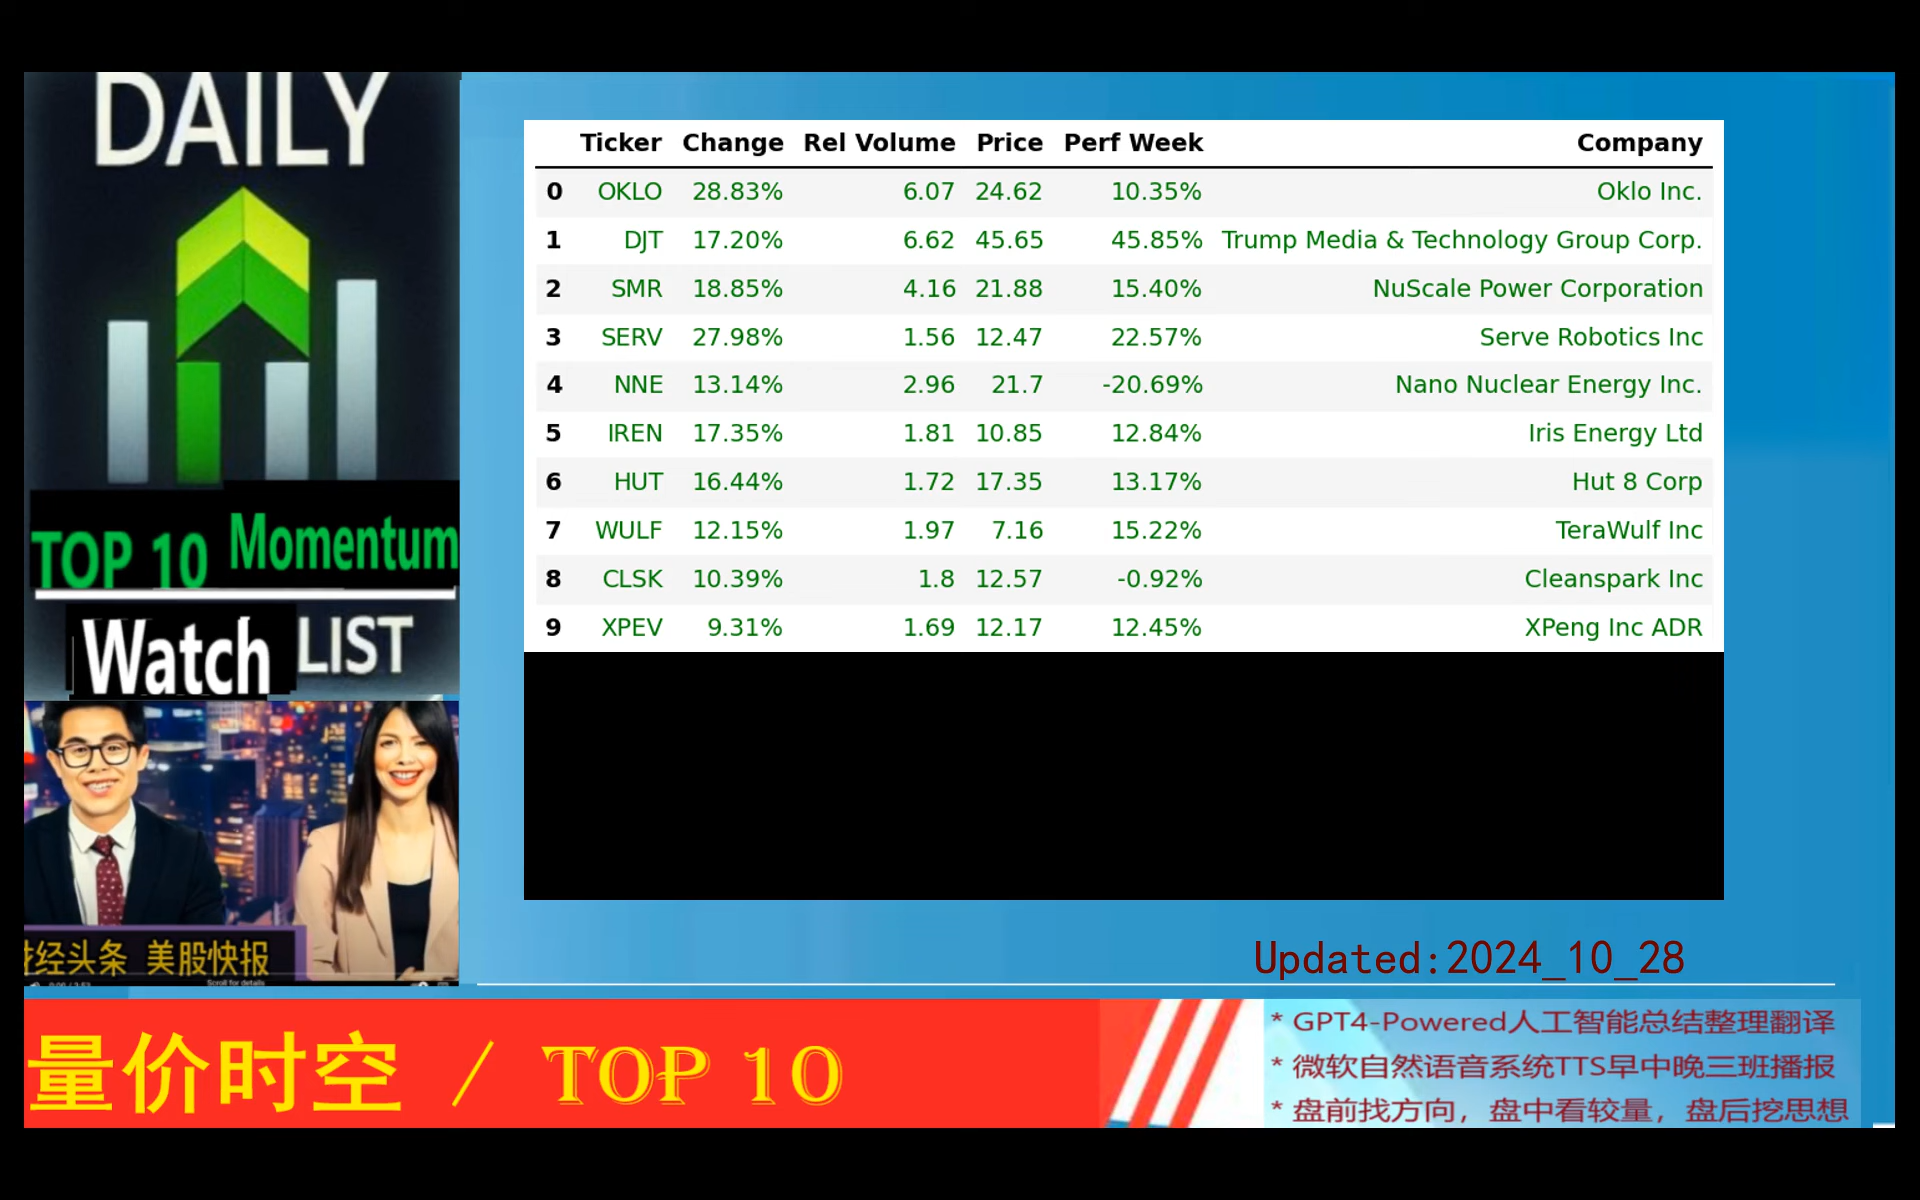 DAILY
TOP 10 Momentum
Watch LIST
经头条 美股快报
Scroll for details
Ticker Change Rel Volume Price Perf Week Company
0 OKLO 28.83% 6.07 24.62 10.35% Oklo Inc.
1 DJT 17.20% 6.62 45.65 45.85% Trump Media & Technology Group Corp.
2 SMR 18.85% 4.16 21.88 15.40% NuScale Power Corporation
3 SERV 27.98% 1.56 12.47 22.57% Serve Robotics Inc
4 NNE 13.14% 2.96 21.7 -20.69% Nano Nuclear Energy Inc.
5 IREN 17.35% 1.81 10.85 12.84% Iris Energy Ltd
6 HUT 16.44% 1.72 17.35 13.17% Hut 8 Corp
7 WULF 12.15% 1.97 7.16 15.22% TeraWulf Inc
8 CLSK 10.39% 1.8 12.57 -0.92% Cleanspark Inc
9 XPEV 9.31% 1.69 12.17 12.45% XPeng Inc ADR
Updated:2024_10_28
量价时空 / TOP 10
* GPT4-Powered人工智能总结整理翻译
* 微软自然语音系统TTS早中晚三班播报
* 盘前找方向，盘中看较量，盘后挖思想